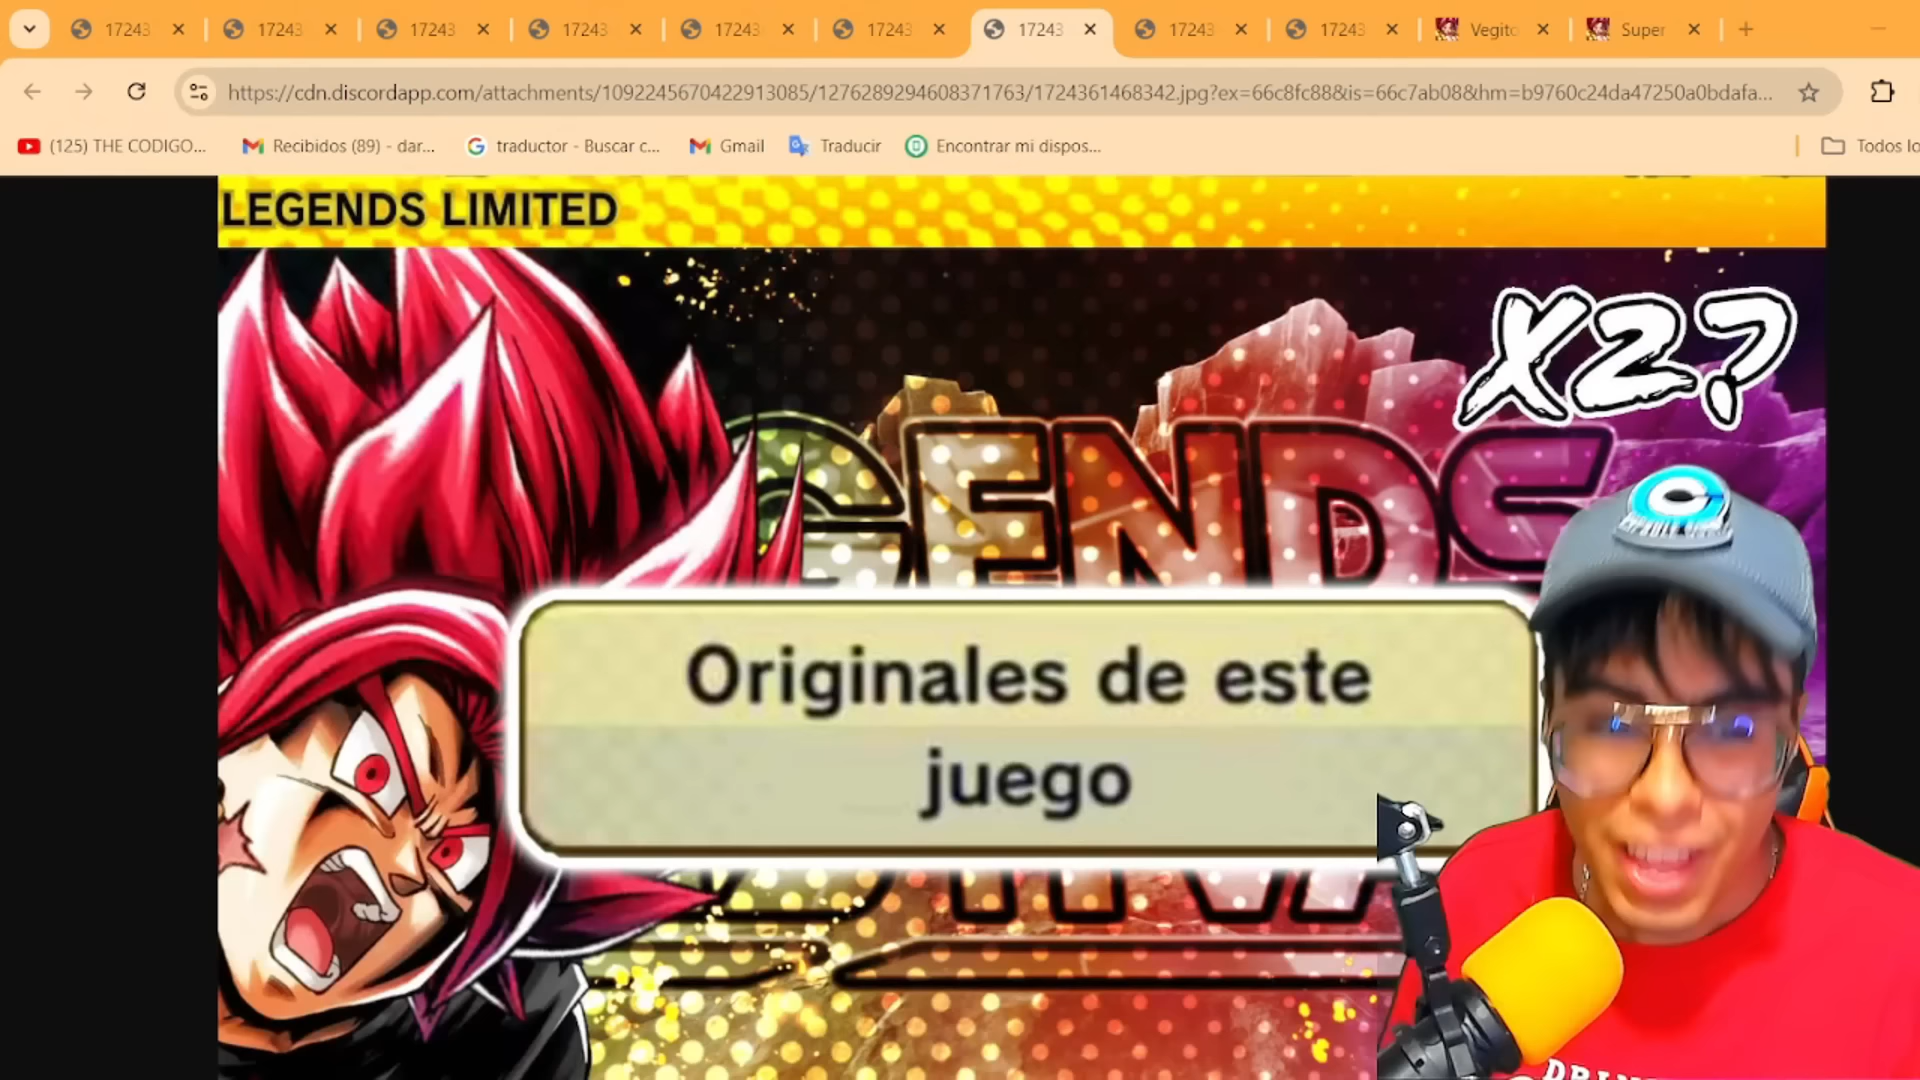 17243
17243
17243
17243
17243
17243
17243
17243
17243
Vegito
Super
https://cdn.discordapp.com/attachments/1092245670422913085/1276289294608371763/1724361468342.jpg?ex=66c8fc88&is=66c7ab08&hm=b9760c24da47250a0bdafa...
(125) THE CODIGO...
Recibidos (89) - dar...
traductor - Buscar c...
Gmail
Traducir
Encontrar mi dispos...
Todos lo
LEGENDS LIMITED
X2?
GENDS
Originales de este
juego